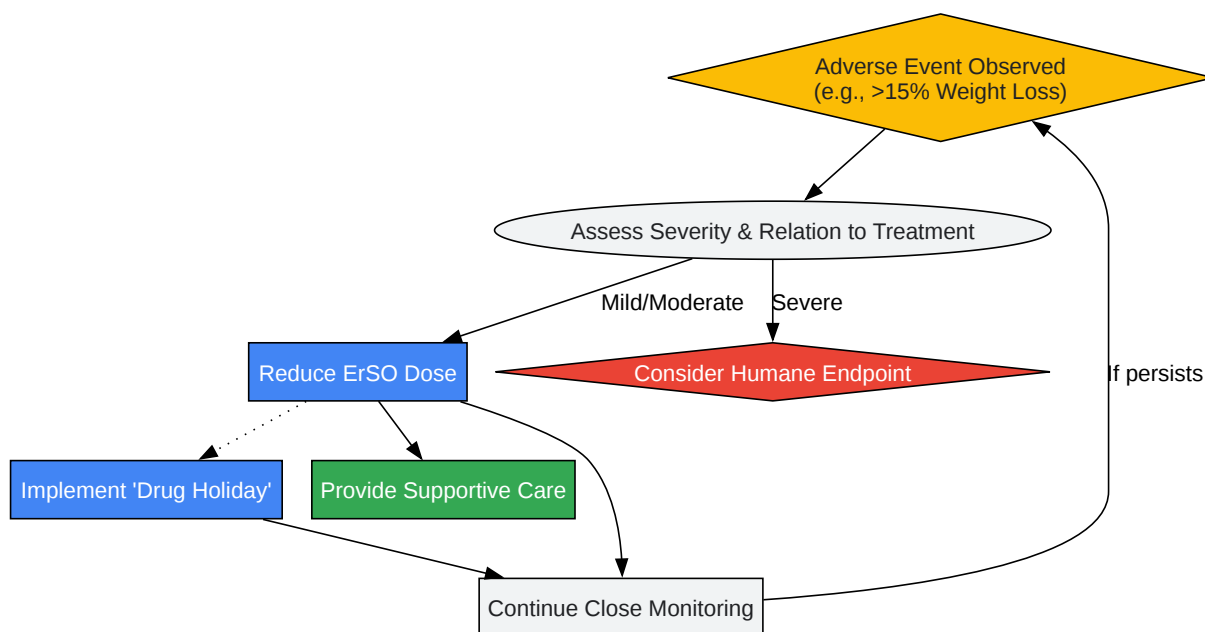 Adverse Event Observed
(e.g., >15% Weight Loss)
Assess Severity & Relation to Treatment
Mild/Moderate
Severe
Reduce ErSO Dose
Consider Humane Endpoint
If persists
Implement 'Drug Holiday'
Provide Supportive Care
Continue Close Monitoring